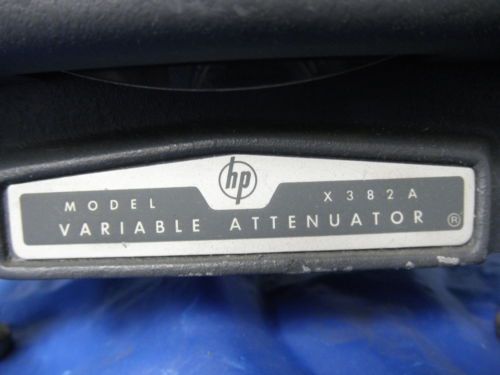 hp
MODEL X382A
VARIABLE ATTENUATOR ®